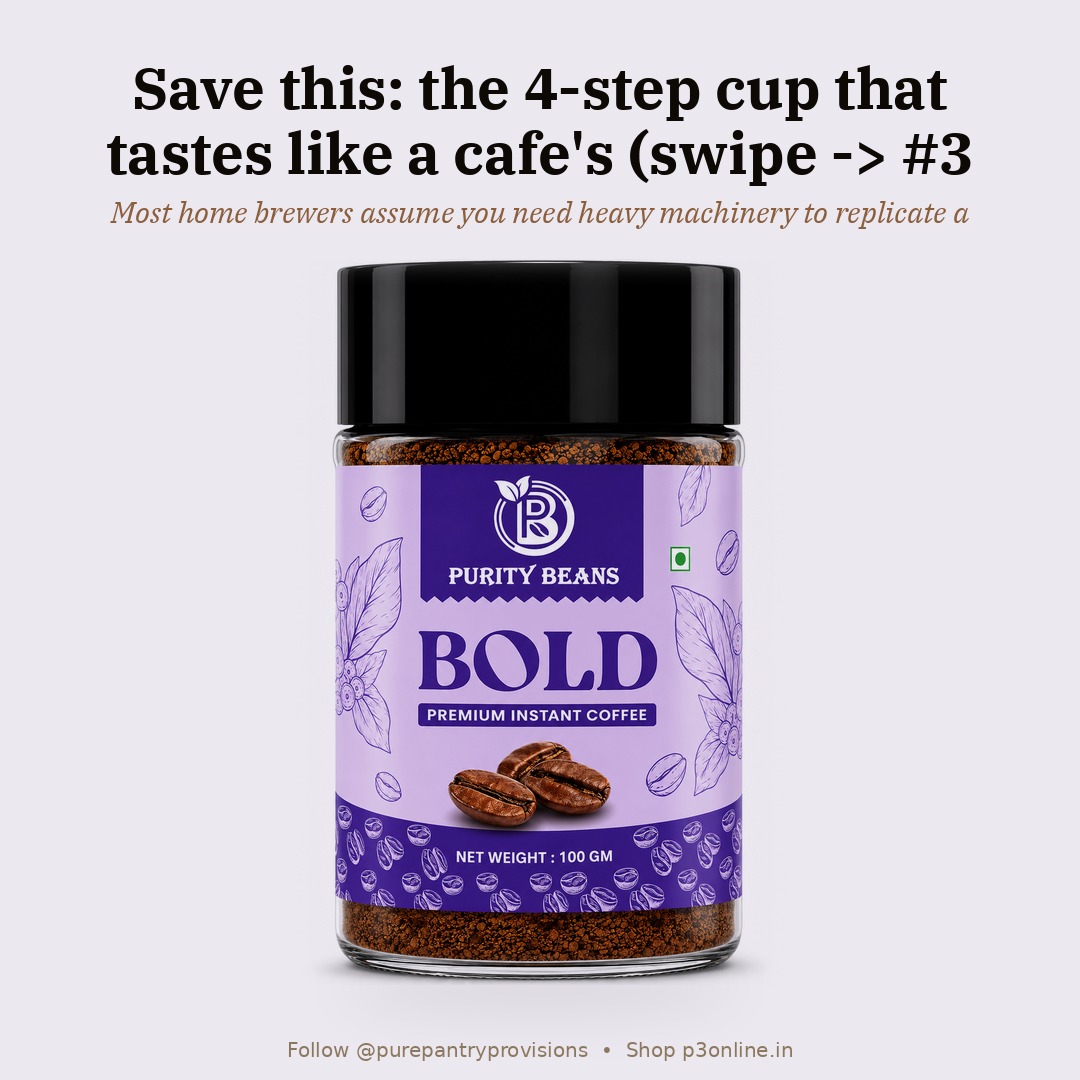 Save this: the 4-step cup that
tastes like a cafe's (swipe -> #3
Most home brewers assume you need heavy machinery to replicate a
PURITY BEANS
BOLD
PREMIUM INSTANT COFFEE
NET WEIGHT : 100 GM
Follow @purepantryprovisions • Shop p3online.in